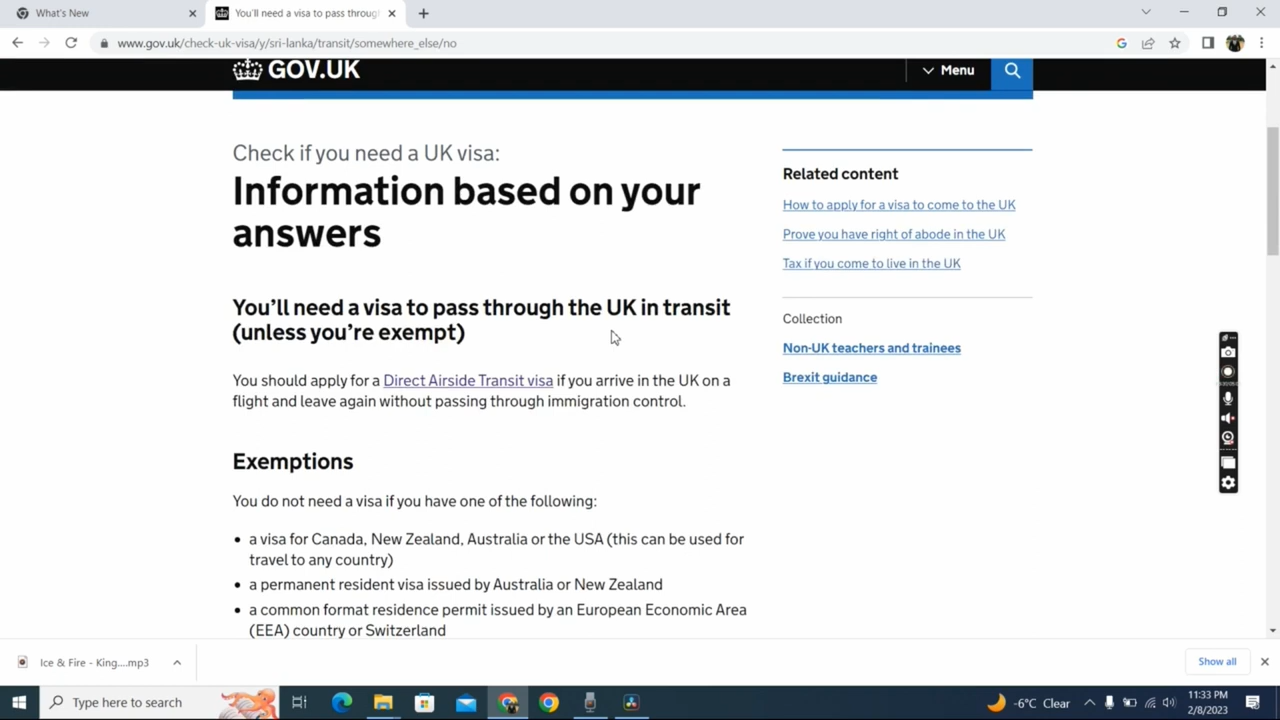 What's New
You'll need a visa to pass throug
www.gov.uk/check-uk-visa/y/sri-lanka/transit/somewhere_else/no
GOV.UK
Menu
Check if you need a UK visa:
Information based on your
answers
You'll need a visa to pass through the UK in transit
(unless you're exempt)
You should apply for a Direct Airside Transit visa if you arrive in the UK on a
flight and leave again without passing through immigration control.
Exemptions
You do not need a visa if you have one of the following:
• a visa for Canada, New Zealand, Australia or the USA (this can be used for
travel to any country)
• a permanent resident visa issued by Australia or New Zealand
• a common format residence permit issued by an European Economic Area
(EEA) country or Switzerland
Related content
How to apply for a visa to come to the UK
Prove you have right of abode in the UK
Tax if you come to live in the UK
Collection
Non-UK teachers and trainees
Brexit guidance
Ice & Fire - King....mp3
Show all
Type here to search
-6°C Clear
11:33 PM
2/8/2023